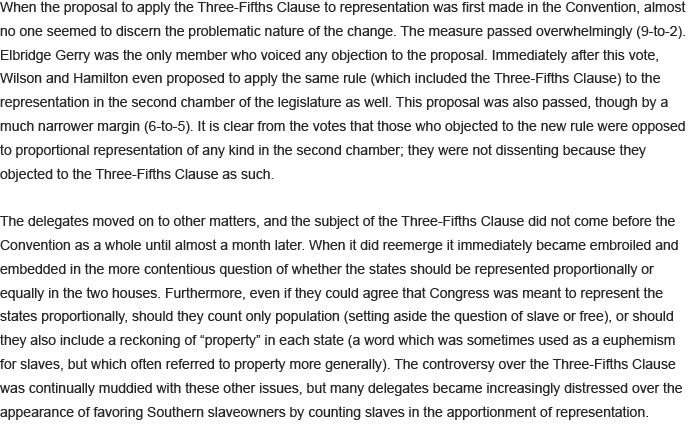 When the proposal to apply the Three-Fifths Clause to representation was first made in the Convention, almost
no one seemed to discern the problematic nature of the change. The measure passed overwhelmingly (9-to-2).
Elbridge Gerry was the only member who voiced any objection to the proposal. Immediately after this vote,
Wilson and Hamilton even proposed to apply the same rule (which included the Three-Fifths Clause) to the
representation in the second chamber of the legislature as well. This proposal was also passed, though by a
much narrower margin (6-to-5). It is clear from the votes that those who objected to the new rule were opposed
to proportional representation of any kind in the second chamber; they were not dissenting because they
objected to the Three-Fifths Clause as such.

The delegates moved on to other matters, and the subject of the Three-Fifths Clause did not come before the
Convention as a whole until almost a month later. When it did reemerge it immediately became embroiled and
embedded in the more contentious question of whether the states should be represented proportionally or
equally in the two houses. Furthermore, even if they could agree that Congress was meant to represent the
states proportionally, should they count only population (setting aside the question of slave or free), or should
they also include a reckoning of “property” in each state (a word which was sometimes used as a euphemism
for slaves, but which often referred to property more generally). The controversy over the Three-Fifths Clause
was continually muddied with these other issues, but many delegates became increasingly distressed over the
appearance of favoring Southern slaveowners by counting slaves in the apportionment of representation.